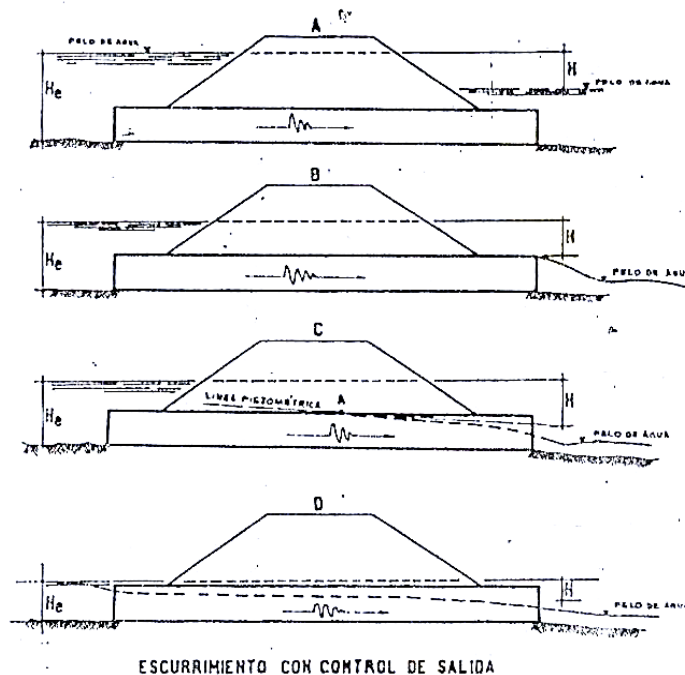 A
PELO DE AGUA
H
PELO DE AGUA
He
B
H
He
PELO DE AGUA
C
LINEA PIEZOMÉTRICA
A
H
He
PELO DE AGUA
D
H
He
PELO DE AGUA
ESCURRIMIENTO CON CONTROL DE SALIDA